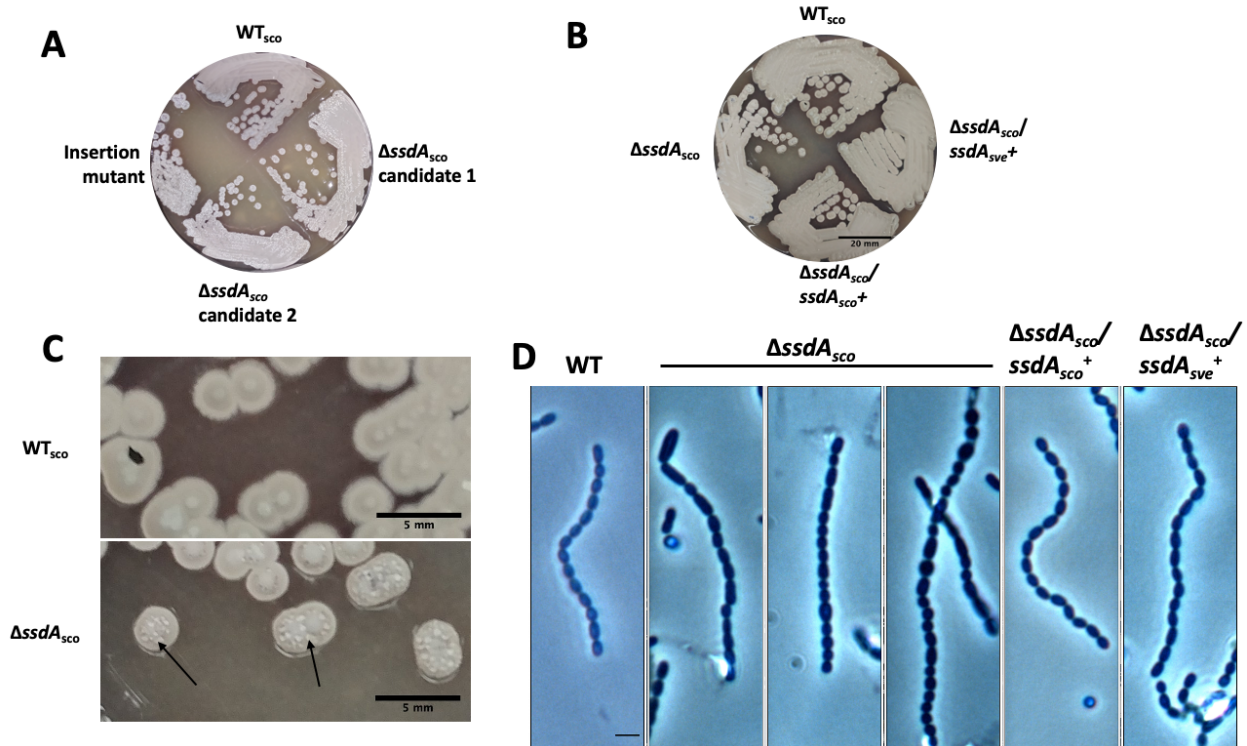 A
WTsco
Insertion
mutant
ΔssdAsco
candidate 1
ΔssdAsco
candidate 2
B
WTsco
ΔssdAsco
ΔssdAsco/
ssdAsve+
20 mm
ΔssdAsco/
ssdAsco+
C
WTsco
5 mm
ΔssdAsco
5 mm
D
WT
ΔssdAsco
ΔssdAsco/
ssdAsco+
ΔssdAsco/
ssdAsve+